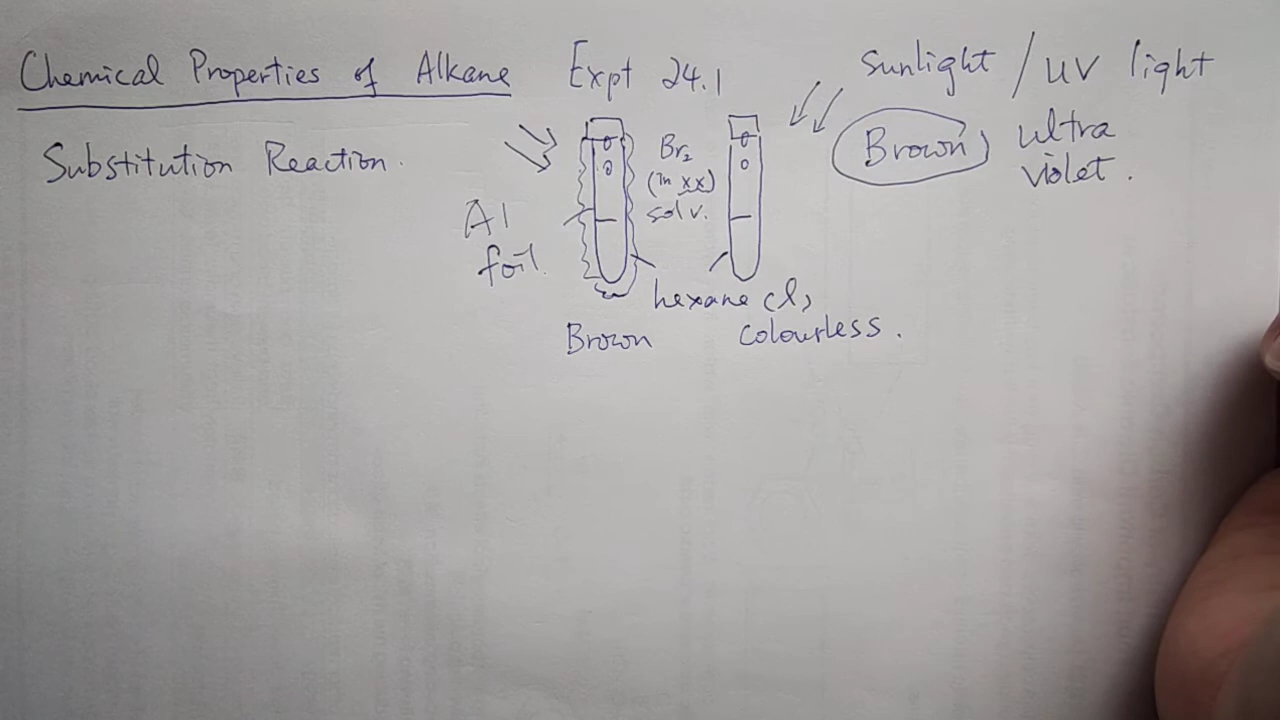 Chemical Properties of Alkane
Expt 24.1
Sunlight / UV light
ultra
violet.
Brown
Substitution Reaction.
Br₂
(in xx)
solv.
Al
foil.
hexane (l)
Brown
Colourless.